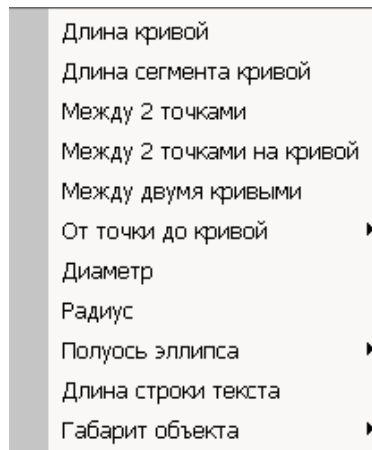 Длина кривой
Длина сегмента кривой
Между 2 точками
Между 2 точками на кривой
Между двумя кривыми
От точки до кривой
Диаметр
Радиус
Полуось эллипса
Длина строки текста
Габарит объекта